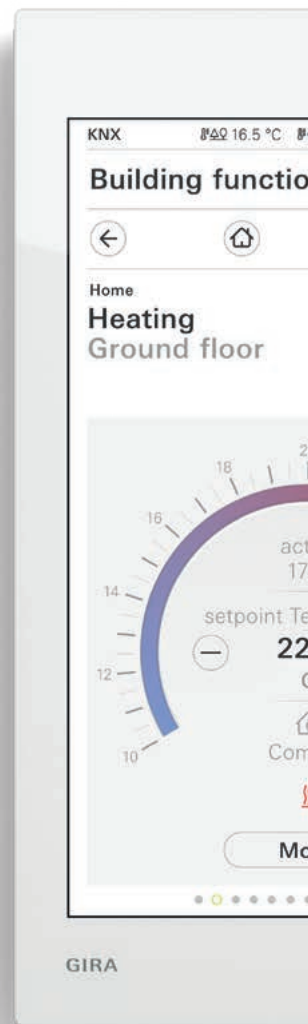 KNX 16.5 °C
Building functio
Home
Heating
Ground floor
18
16
14
12
10
act
17
setpoint Te
22
Com
Mo
GIRA